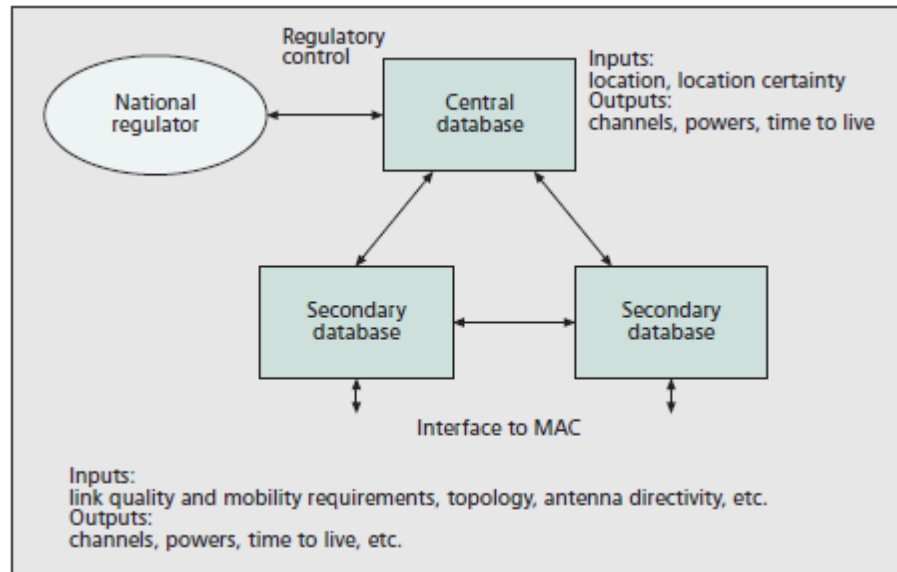 Regulatory
control
National
regulator
Central
database
Inputs:
location, location certainty
Outputs:
channels, powers, time to live
Secondary
database
Secondary
database
Interface to MAC
Inputs:
link quality and mobility requirements, topology, antenna directivity, etc.
Outputs:
channels, powers, time to live, etc.